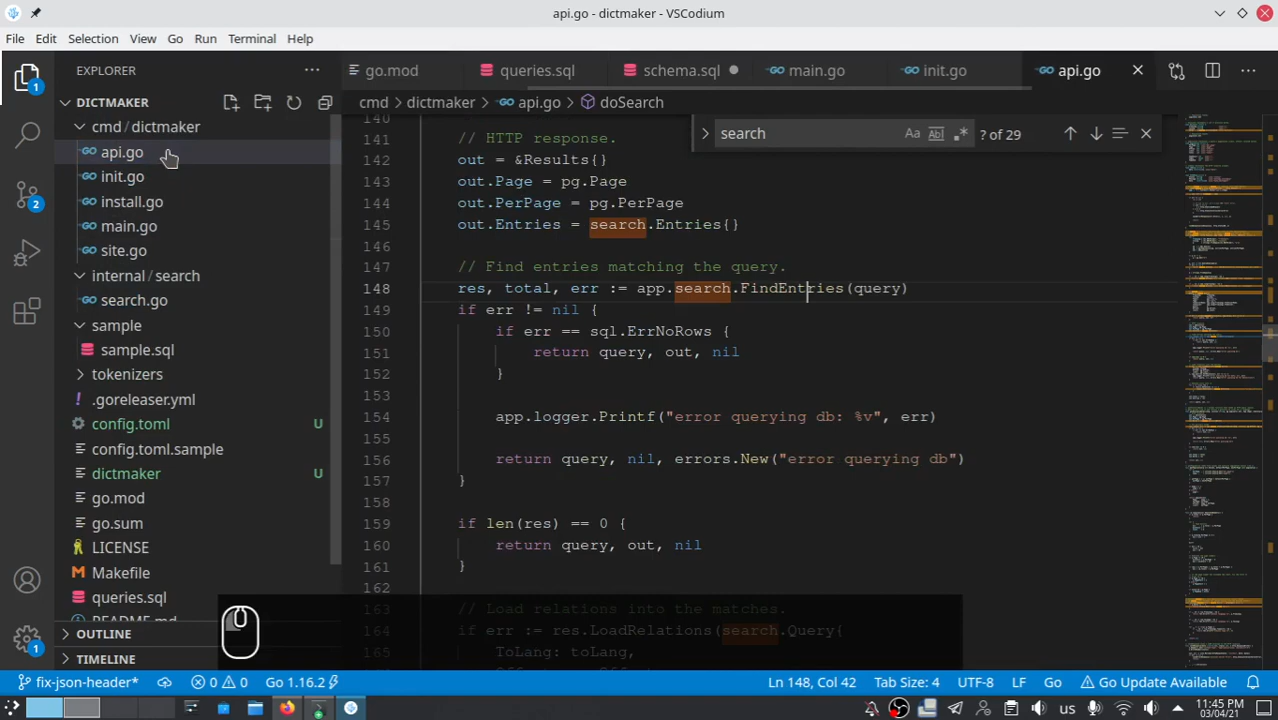 api.go - dictmaker - VSCodium
File Edit Selection View Go Run Terminal Help
EXPLORER
go.mod queries.sql schema.sql main.go init.go api.go
DICTMAKER
cmd › dictmaker › api.go › doSearch
cmd / dictmaker
api.go
init.go
install.go
main.go
site.go
internal / search
search.go
sample
sample.sql
tokenizers
.goreleaser.yml
config.toml U
config.toml.sample
dictmaker U
go.mod
go.sum
LICENSE
Makefile
queries.sql
README.md
OUTLINE
TIMELINE
search Aa Ab ? of 29
140
141 // HTTP response.
142 out = &Results{}
143 out.Page = pg.Page
144 out.PerPage = pg.PerPage
145 out.Entries = search.Entries{}
146
147 // Find entries matching the query.
148 res, err := app.search.FindEntries(query)
149 if err != nil {
150 if err == sql.ErrNoRows {
151 return query, out, nil
152 }
153
154 .Printf("error querying db: %v", err)
155
156 return query, nil, errors.New("error querying db")
157 }
158
159 if len(res) == 0 {
160 return query, out, nil
161 }
162
163 // Load relations into the matches.
164 if err = res.LoadRelations(search.Query{
165 ToLang: toLang,
1
2
1
fix-json-header* 0 0 Go 1.16.2 Ln 148, Col 42 Tab Size: 4 UTF-8 LF Go Go Update Available
us 11:45 PM
03/04/21